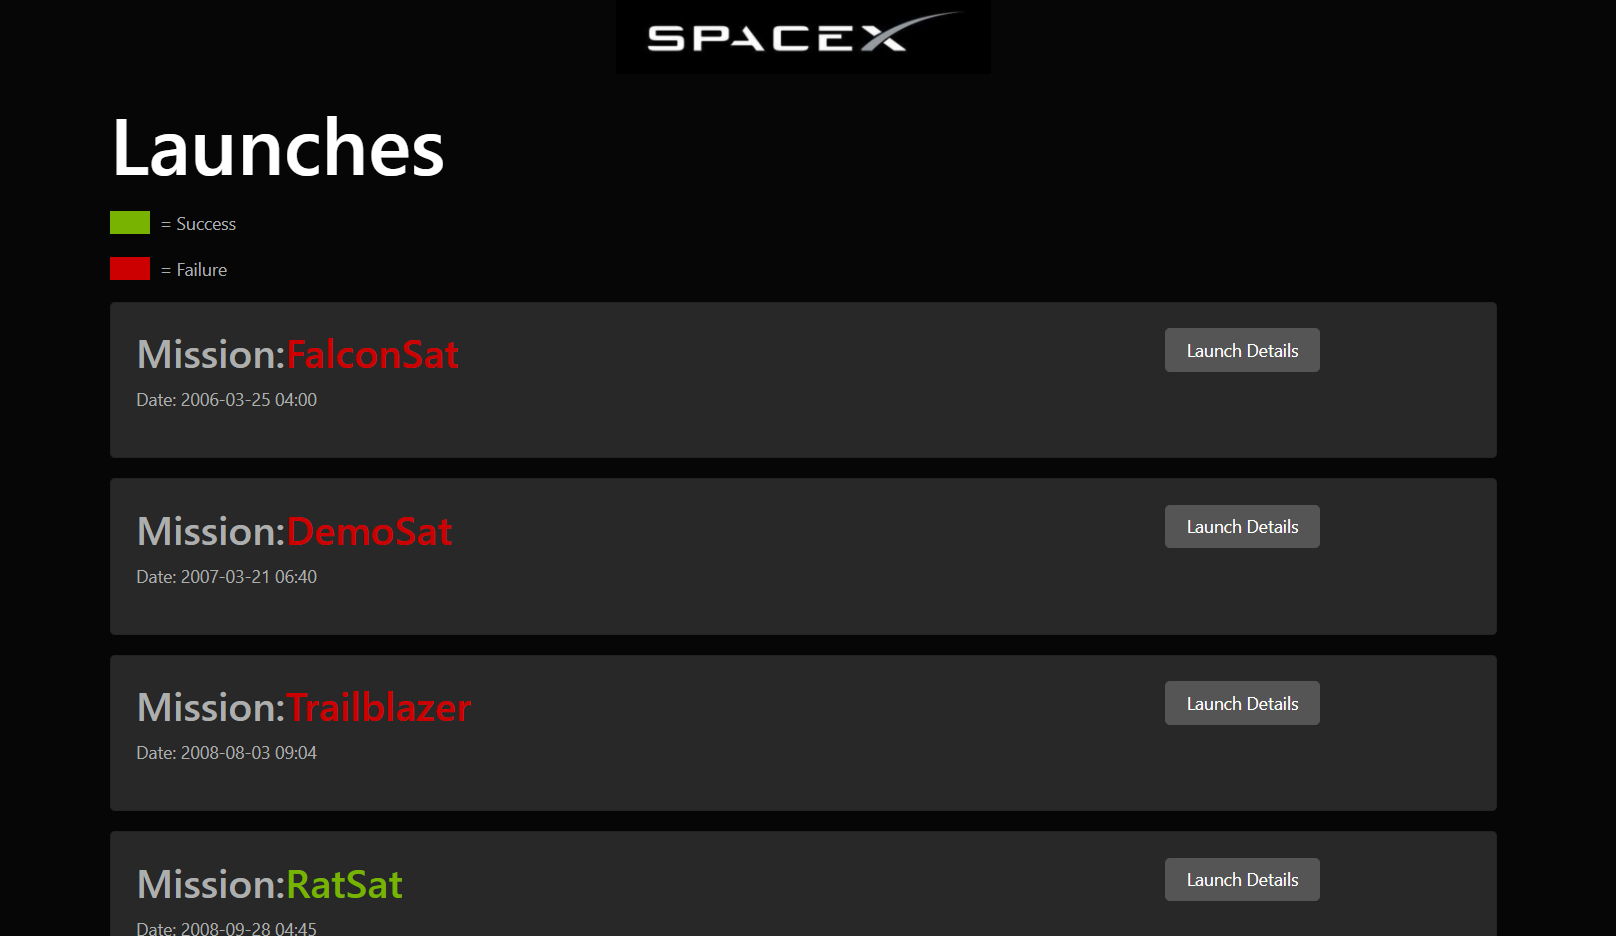 SPACEX
Launches
= Success
= Failure
Mission:FalconSat
Launch Details
Date: 2006-03-25 04:00
Mission:DemoSat
Launch Details
Date: 2007-03-21 06:40
Mission:Trailblazer
Launch Details
Date: 2008-08-03 09:04
Mission:RatSat
Launch Details
Date: 2008-09-28 04:45